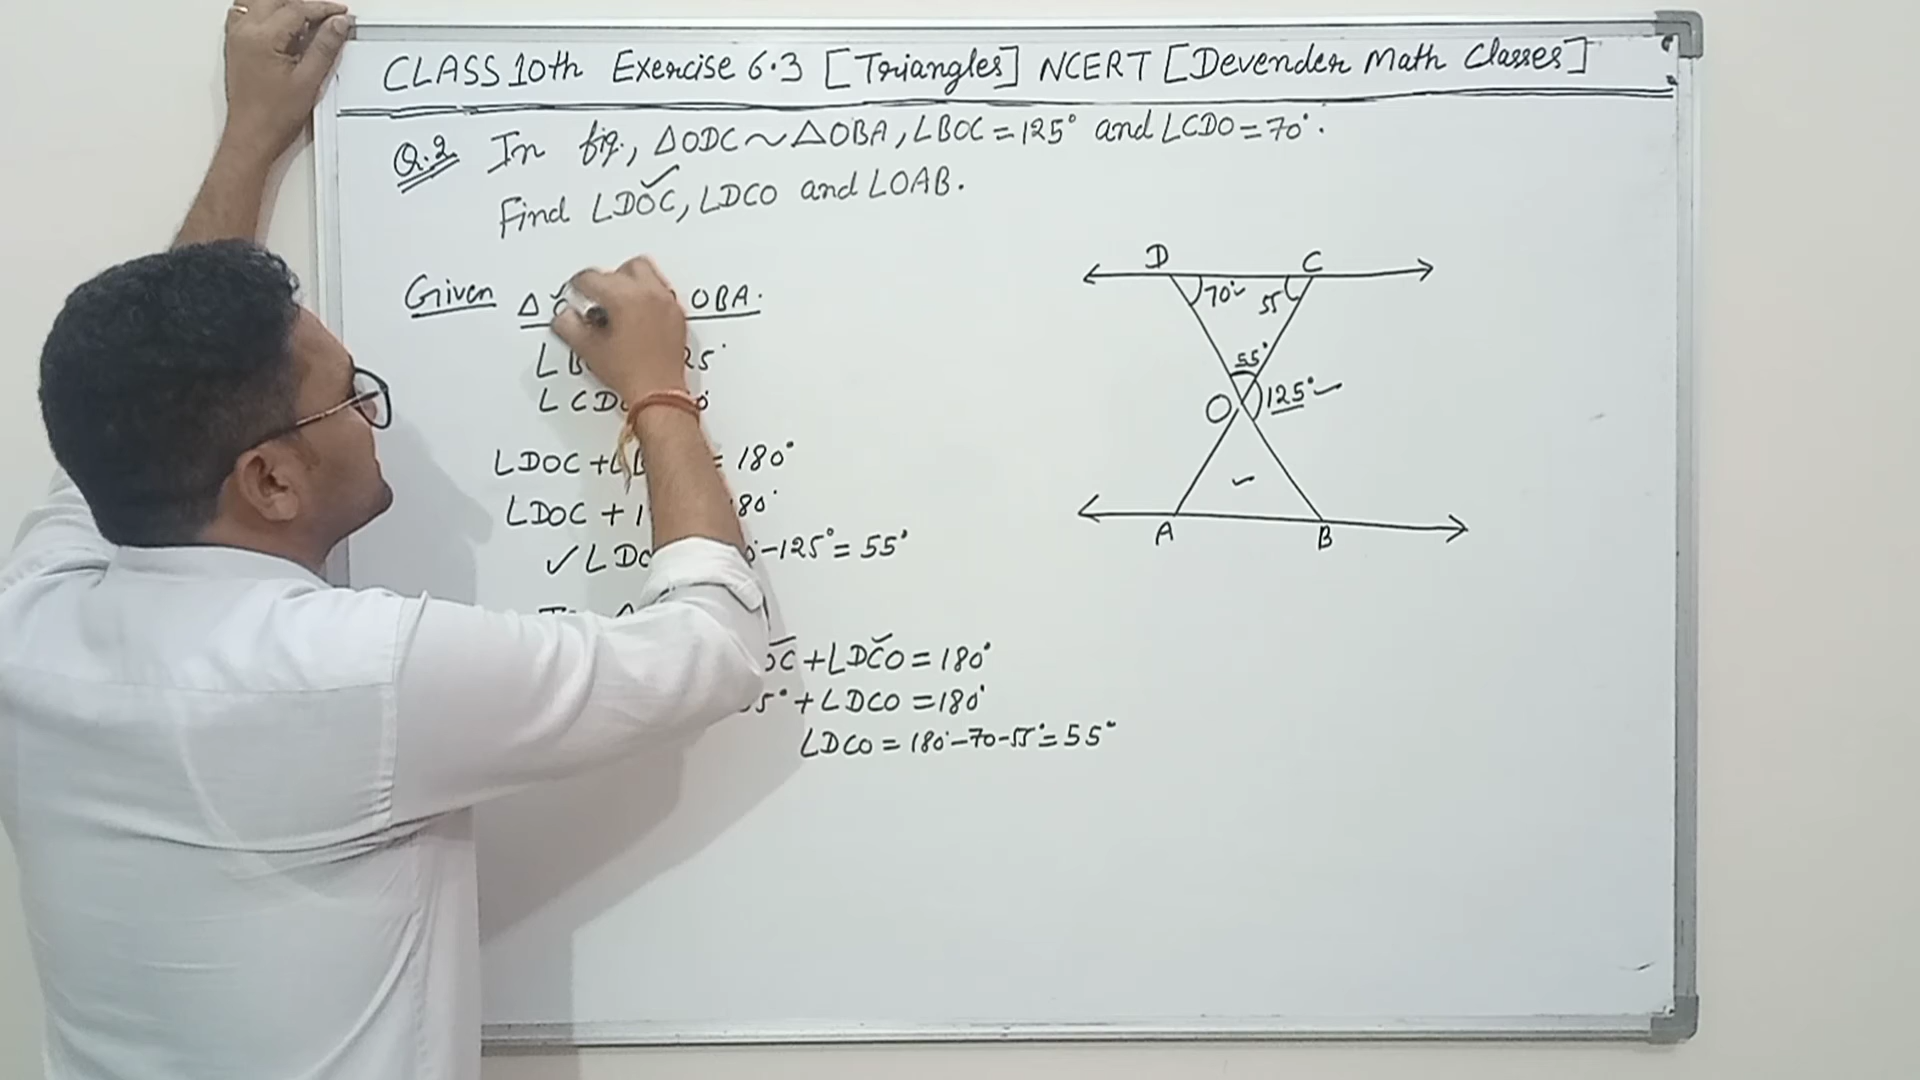 CLASS 10th Exercise 6.3 [Triangles] NCERT [Devender Math Classes]
Q.2 In fig., ΔODC ~ ΔOBA, ∠BOC = 125° and ∠CDO = 70°.
Find ∠DOC, ∠DCO and ∠OAB.
Given Δ OBA.
∠
∠CD
∠DOC + = 180°
∠DOC +
✓∠DO -125° = 55°
+∠DCO = 180°
+∠DCO = 180°
∠DCO = 180°-70-55° = 55°
D C
70° 55
55°
O 125°
A B